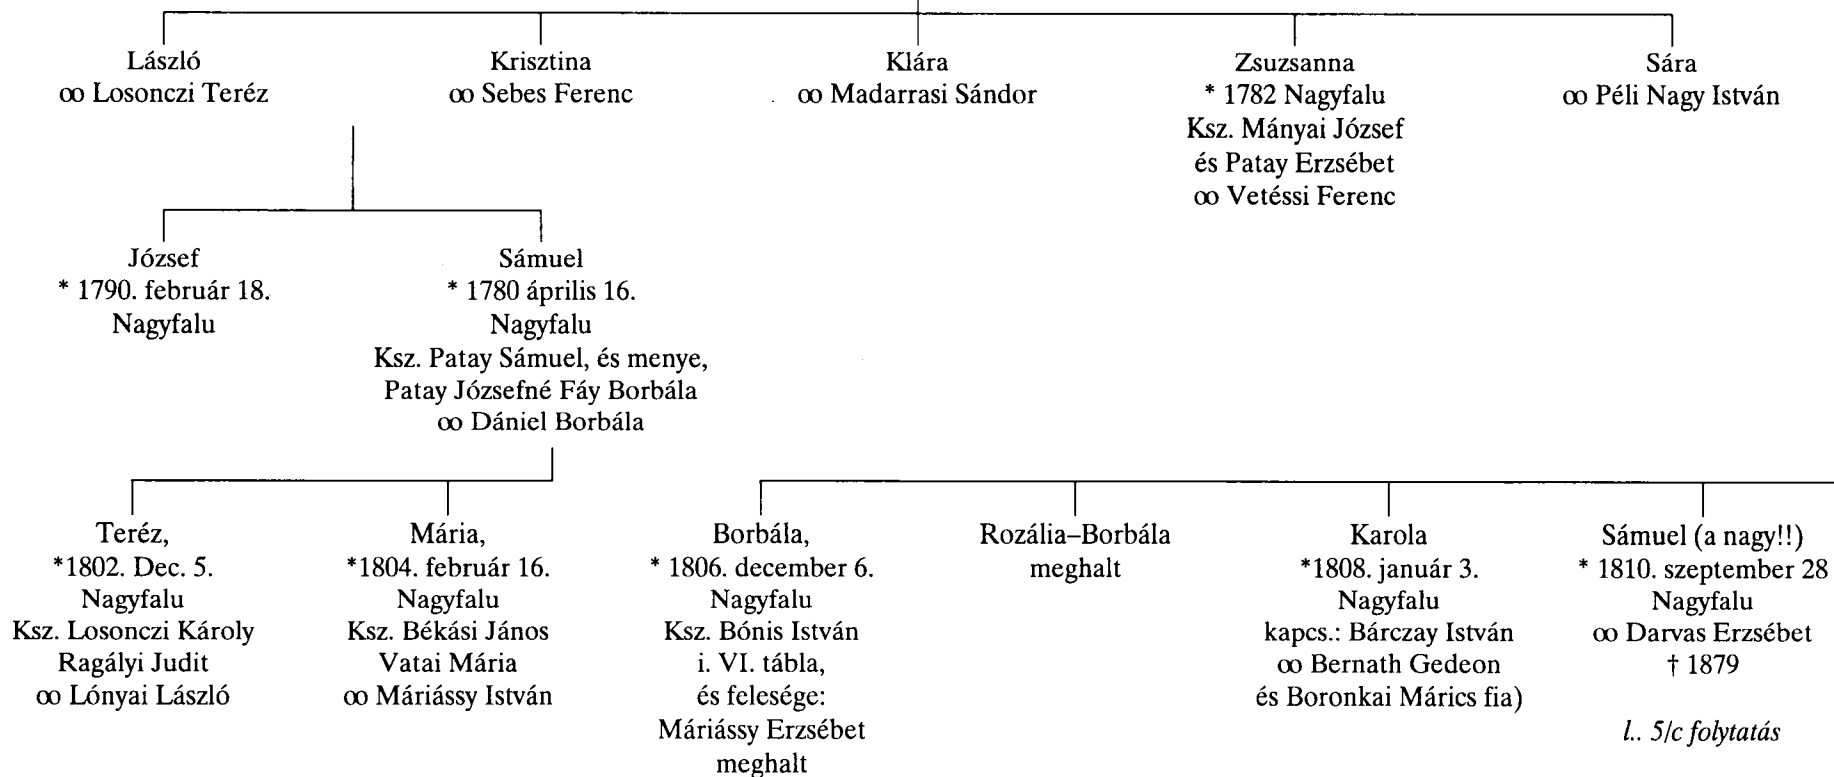 László
ꝏ Losonczi Teréz
Krisztina
ꝏ Sebes Ferenc
Klára
ꝏ Madarrasi Sándor
Zsuzsanna
* 1782 Nagyfalu
Ksz. Mányai József
és Patay Erzsébet
ꝏ Vetéssi Ferenc
Sára
ꝏ Péli Nagy István
József
* 1790. február 18.
Nagyfalu
Sámuel
* 1780 április 16.
Nagyfalu
Ksz. Patay Sámuel, és menye,
Patay Józsefné Fáy Borbála
ꝏ Dániel Borbála
Teréz,
*1802. Dec. 5.
Nagyfalu
Ksz. Losonczi Károly
Ragályi Judit
ꝏ Lónyai László
Mária,
*1804. február 16.
Nagyfalu
Ksz. Békási János
Vatai Mária
ꝏ Máriássy István
Borbála,
* 1806. december 6.
Nagyfalu
Ksz. Bónis István
i. VI. tábla,
és felesége:
Máriássy Erzsébet
meghalt
Rozália–Borbála
meghalt
Karola
*1808. január 3.
Nagyfalu
kapcs.: Bárczay István
ꝏ Bernath Gedeon
és Boronkai Márics fia)
Sámuel (a nagy!!)
* 1810. szeptember 28
Nagyfalu
ꝏ Darvas Erzsébet
† 1879
l.. 5/c folytatás